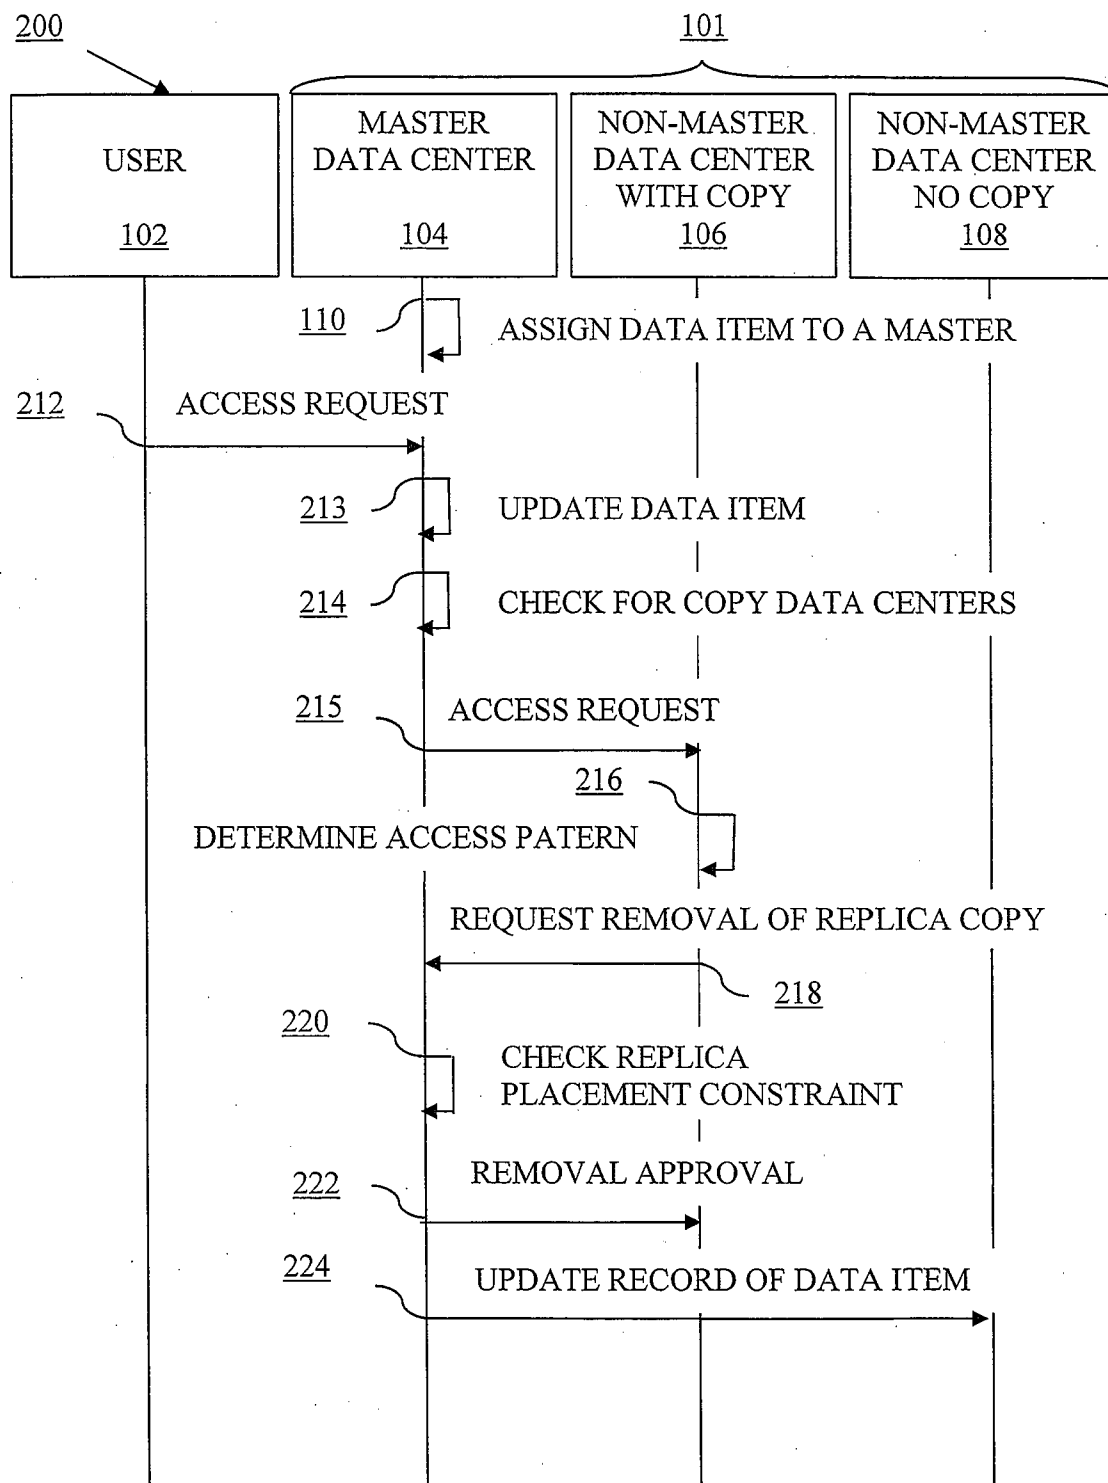 200
101
USER
102
MASTER
DATA CENTER
104
NON-MASTER
DATA CENTER
WITH COPY
106
NON-MASTER
DATA CENTER
NO COPY
108
110
ASSIGN DATA ITEM TO A MASTER
212
ACCESS REQUEST
213
UPDATE DATA ITEM
214
CHECK FOR COPY DATA CENTERS
215
ACCESS REQUEST
216
DETERMINE ACCESS PATERN
REQUEST REMOVAL OF REPLICA COPY
218
220
CHECK REPLICA
PLACEMENT CONSTRAINT
REMOVAL APPROVAL
222
224
UPDATE RECORD OF DATA ITEM